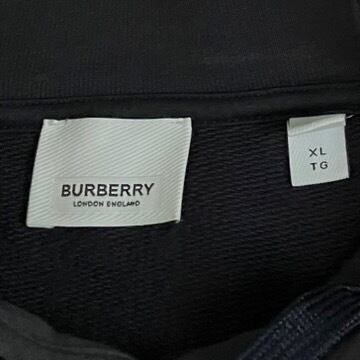 BURBERRY
LONDON ENGLAND
XL
TG